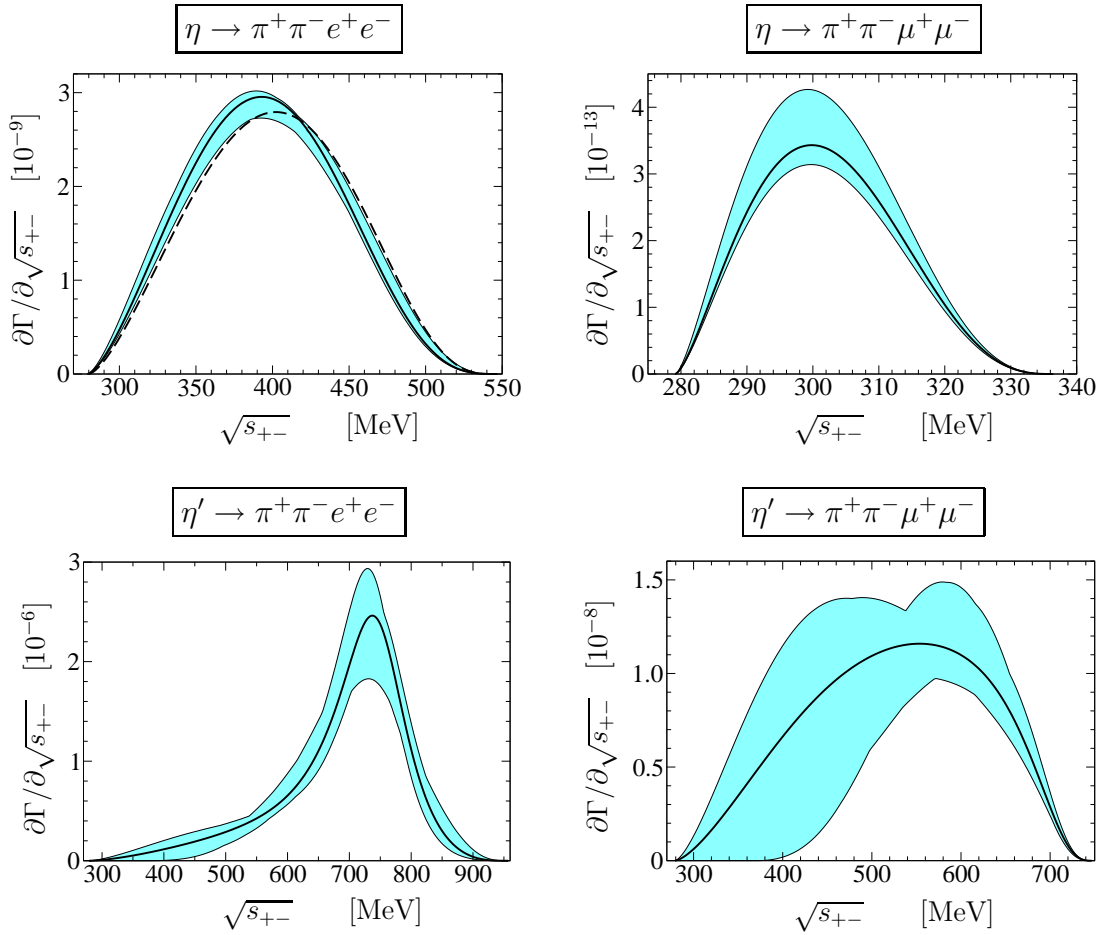 η → π⁺π⁻e⁺e⁻
∂Γ/∂√s₊₋ [10⁻⁹]
3
2
1
0
300 350 400 450 500 550
√s₊₋ [MeV]
η → π⁺π⁻μ⁺μ⁻
∂Γ/∂√s₊₋ [10⁻¹³]
4
3
2
1
0
280 290 300 310 320 330 340
√s₊₋ [MeV]
η′ → π⁺π⁻e⁺e⁻
∂Γ/∂√s₊₋ [10⁻⁶]
3
2
1
0
300 400 500 600 700 800 900
√s₊₋ [MeV]
η′ → π⁺π⁻μ⁺μ⁻
∂Γ/∂√s₊₋ [10⁻⁸]
1.5
1.0
0.5
0
300 400 500 600 700
√s₊₋ [MeV]